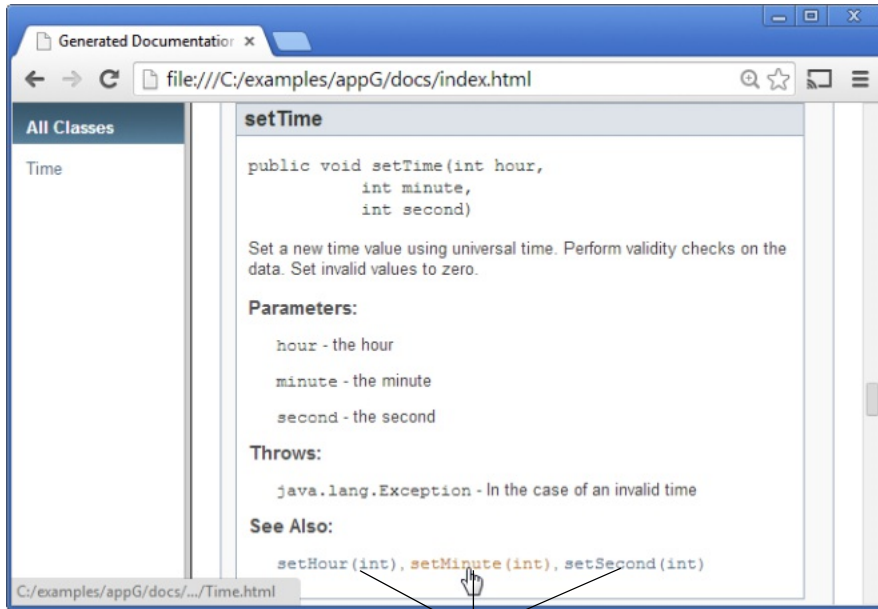 Generated Documentation
file:///C:/examples/appG/docs/index.html
All Classes
Time
setTime
public void setTime(int hour,
int minute,
int second)
Set a new time value using universal time. Perform validity checks on the
data. Set invalid values to zero.
Parameters:
hour - the hour
minute - the minute
second - the second
Throws:
java.lang.Exception - In the case of an invalid time
See Also:
setHour(int), setMinute(int), setSecond(int)
C:/examples/appG/docs/.../Time.html